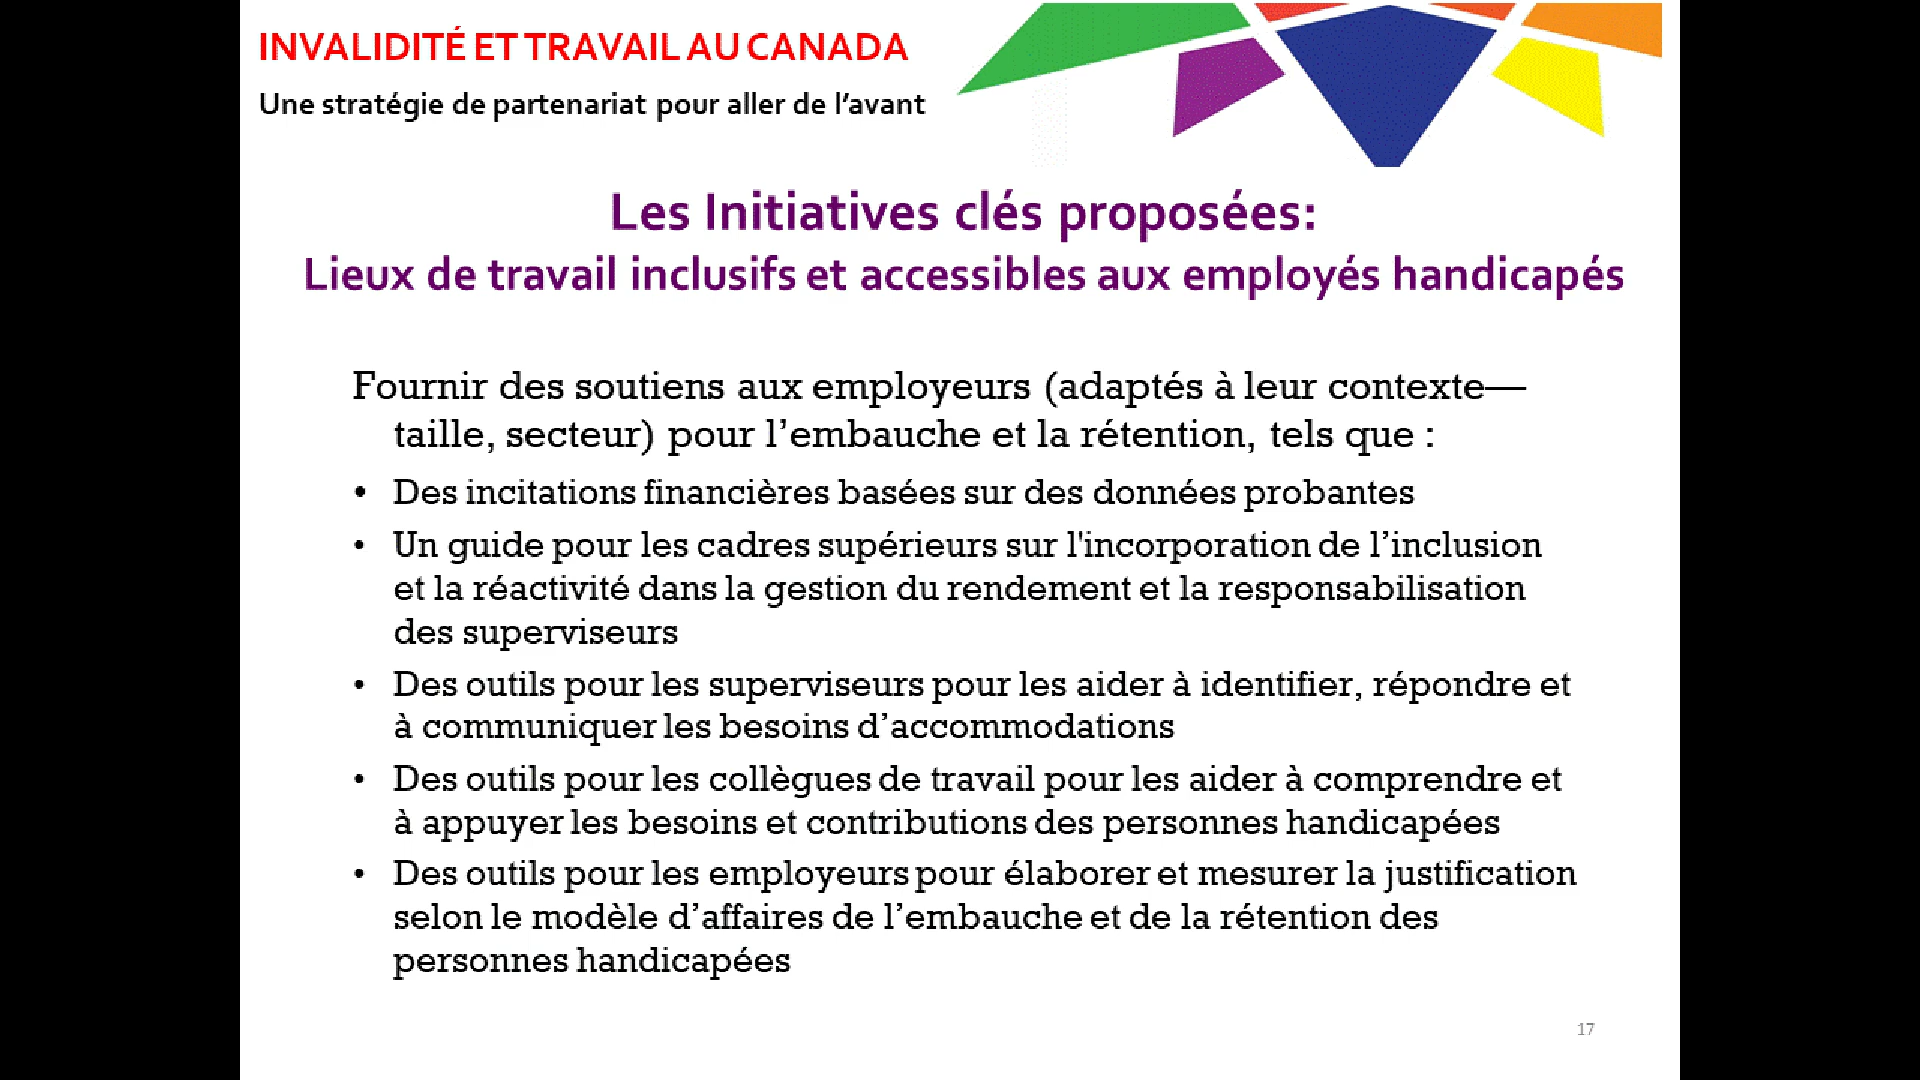 INVALIDITÉ ET TRAVAIL AU CANADA
Une stratégie de partenariat pour aller de l’avant
Les Initiatives clés proposées:
Lieux de travail inclusifs et accessibles aux employés handicapés
Fournir des soutiens aux employeurs (adaptés à leur contexte—
taille, secteur) pour l’embauche et la rétention, tels que :
• Des incitations financières basées sur des données probantes
• Un guide pour les cadres supérieurs sur l'incorporation de l’inclusion
et la réactivité dans la gestion du rendement et la responsabilisation
des superviseurs
• Des outils pour les superviseurs pour les aider à identifier, répondre et
à communiquer les besoins d’accommodations
• Des outils pour les collègues de travail pour les aider à comprendre et
à appuyer les besoins et contributions des personnes handicapées
• Des outils pour les employeurs pour élaborer et mesurer la justification
selon le modèle d’affaires de l’embauche et de la rétention des
personnes handicapées
17